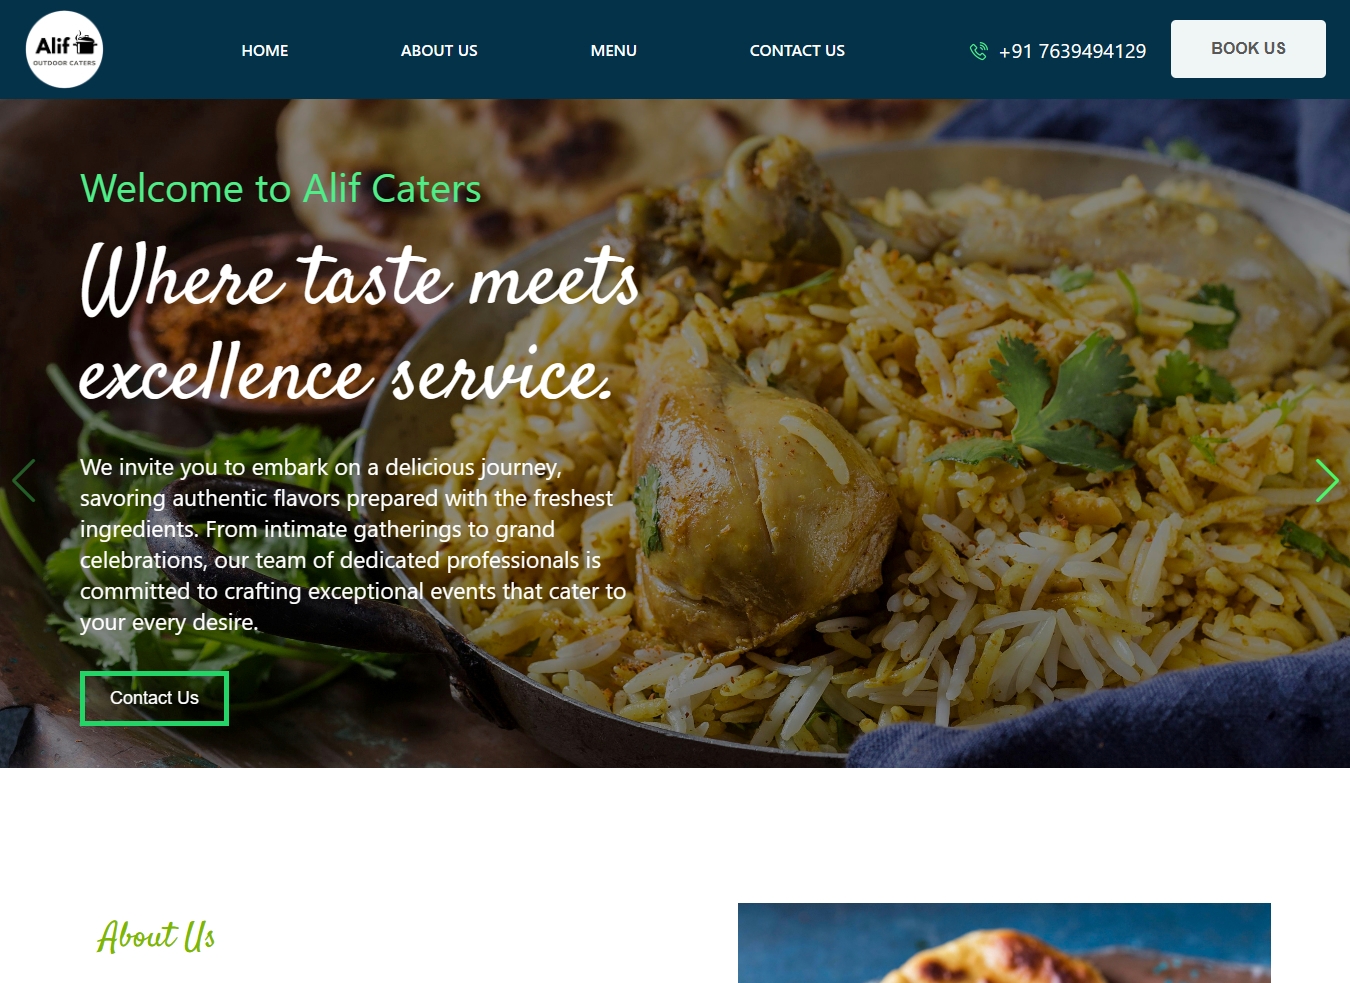 Alif
OUTDOOR CATERS
HOME
ABOUT US
MENU
CONTACT US
+91 7639494129
BOOK US
Welcome to Alif Caters
Where taste meets
excellence service.
We invite you to embark on a delicious journey,
savoring authentic flavors prepared with the freshest
ingredients. From intimate gatherings to grand
celebrations, our team of dedicated professionals is
committed to crafting exceptional events that cater to
your every desire.
Contact Us
About Us